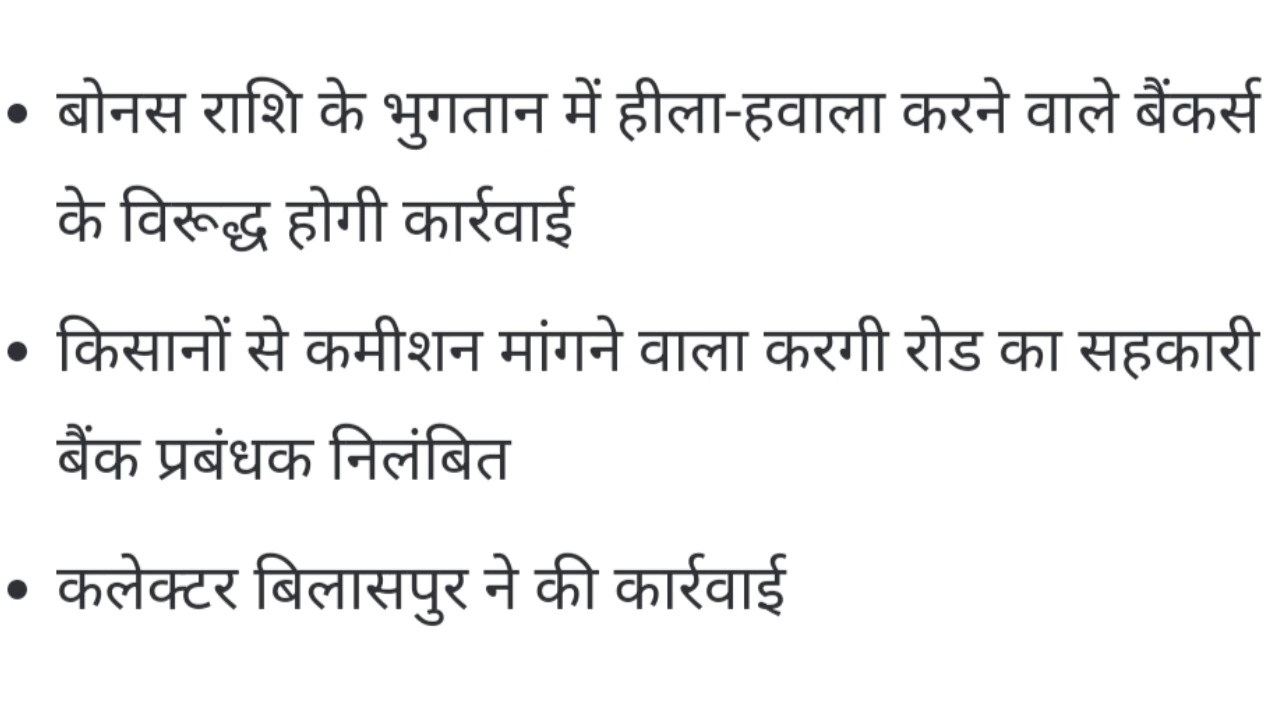 • बोनस राशि के भुगतान में हीला-हवाला करने वाले बैंकर्स
के विरूद्ध होगी कार्रवाई
• किसानों से कमीशन मांगने वाला करगी रोड का सहकारी
बैंक प्रबंधक निलंबित
• कलेक्टर बिलासपुर ने की कार्रवाई